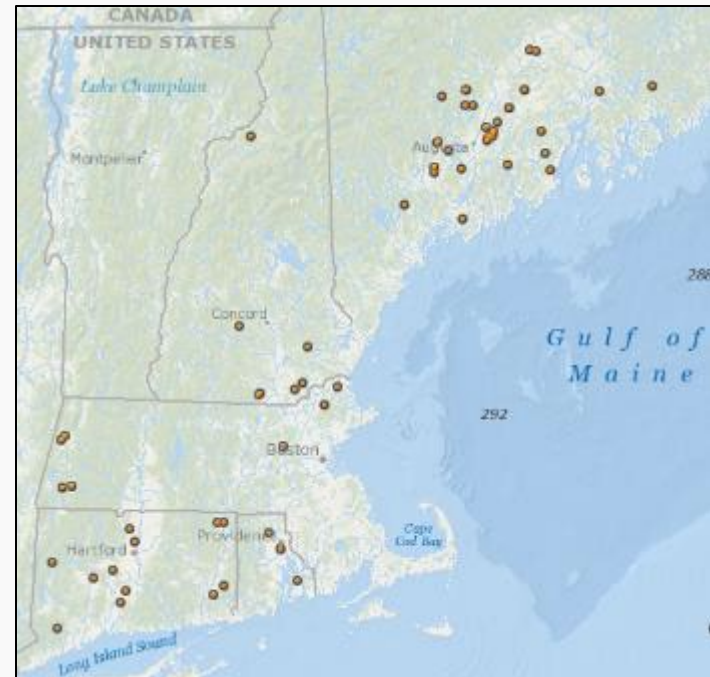 CANADA
UNITED STATES
Lake Champlain
Montpelier
Augusta
Concord
288
Gulf of
Maine
292
Boston
Cape
Cod Bay
Providence
Hartford
Long Island Sound